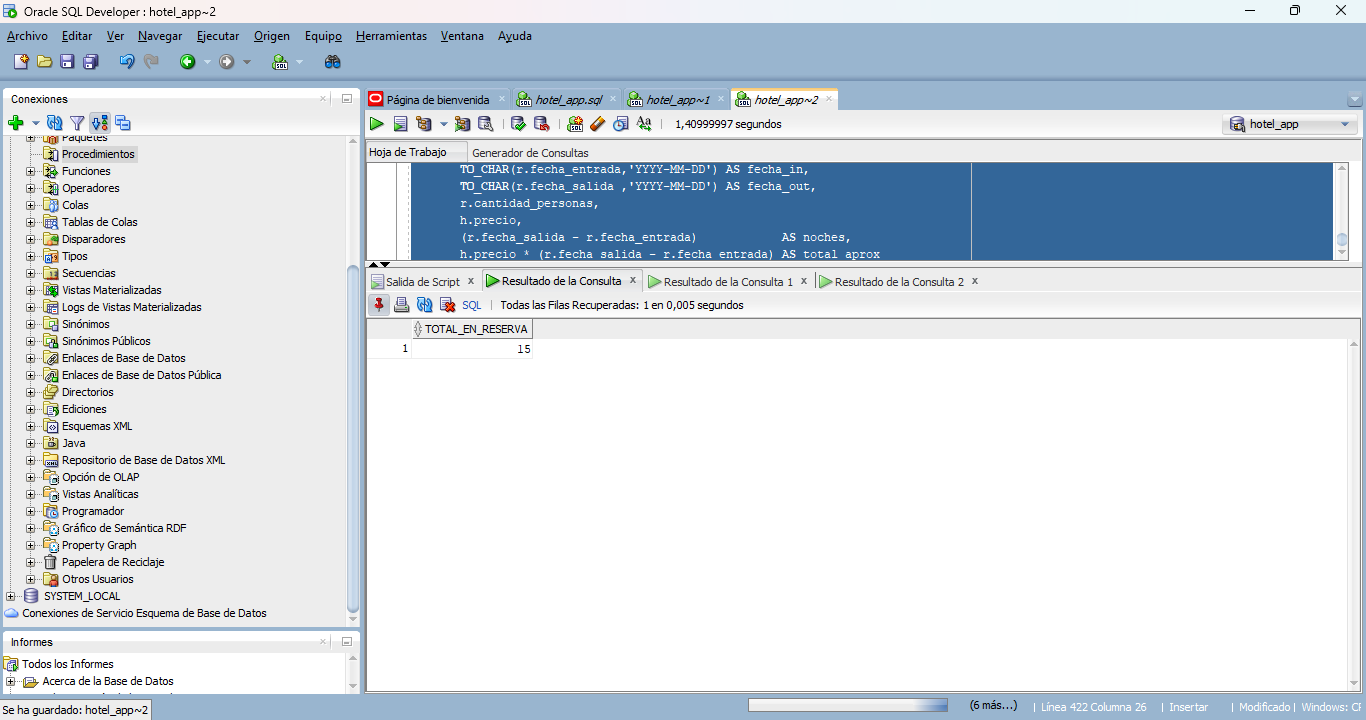 Oracle SQL Developer : hotel_app~2
Archivo Editar Ver Navegar Ejecutar Origen Equipo Herramientas Ventana Ayuda
Conexiones
Paquetes
Procedimientos
Funciones
Operadores
Colas
Tablas de Colas
Disparadores
Tipos
Secuencias
Vistas Materializadas
Logs de Vistas Materializadas
Sinónimos
Sinónimos Públicos
Enlaces de Base de Datos
Enlaces de Base de Datos Pública
Directorios
Ediciones
Esquemas XML
Java
Repositorio de Base de Datos XML
Opción de OLAP
Vistas Analíticas
Programador
Gráfico de Semántica RDF
Property Graph
Papelera de Reciclaje
Otros Usuarios
SYSTEM_LOCAL
Conexiones de Servicio Esquema de Base de Datos
Informes
Todos los Informes
Acerca de la Base de Datos
Página de bienvenida hotel_app.sql hotel_app~1 hotel_app~2
1,40999997 segundos hotel_app
Hoja de Trabajo Generador de Consultas
TO_CHAR(r.fecha_entrada,'YYYY-MM-DD') AS fecha_in,
TO_CHAR(r.fecha_salida ,'YYYY-MM-DD') AS fecha_out,
r.cantidad_personas,
h.precio,
(r.fecha_salida - r.fecha_entrada) AS noches,
h.precio * (r.fecha_salida - r.fecha_entrada) AS total_aprox
Salida de Script Resultado de la Consulta Resultado de la Consulta 1 Resultado de la Consulta 2
SQL Todas las Filas Recuperadas: 1 en 0,005 segundos
TOTAL_EN_RESERVA
1 15
Se ha guardado: hotel_app~2
(6 más...) Línea 422 Columna 26 Insertar Modificado Windows: